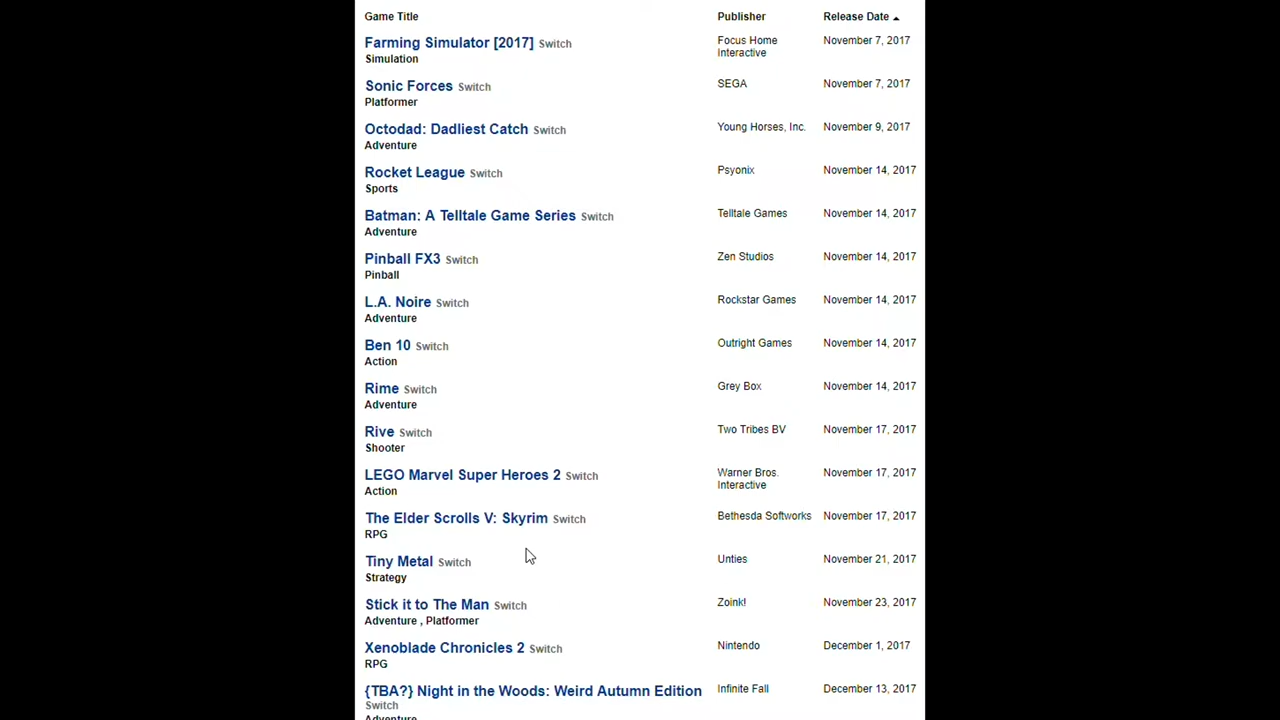 Game Title Publisher Release Date
Farming Simulator [2017] Switch Focus Home Interactive November 7, 2017
Simulation
Sonic Forces Switch SEGA November 7, 2017
Platformer
Octodad: Dadliest Catch Switch Young Horses, Inc. November 9, 2017
Adventure
Rocket League Switch Psyonix November 14, 2017
Sports
Batman: A Telltale Game Series Switch Telltale Games November 14, 2017
Adventure
Pinball FX3 Switch Zen Studios November 14, 2017
Pinball
L.A. Noire Switch Rockstar Games November 14, 2017
Adventure
Ben 10 Switch Outright Games November 14, 2017
Action
Rime Switch Grey Box November 14, 2017
Adventure
Rive Switch Two Tribes BV November 17, 2017
Shooter
LEGO Marvel Super Heroes 2 Switch Warner Bros. Interactive November 17, 2017
Action
The Elder Scrolls V: Skyrim Switch Bethesda Softworks November 17, 2017
RPG
Tiny Metal Switch Unties November 21, 2017
Strategy
Stick it to The Man Switch Zoink! November 23, 2017
Adventure , Platformer
Xenoblade Chronicles 2 Switch Nintendo December 1, 2017
RPG
{TBA?} Night in the Woods: Weird Autumn Edition Infinite Fall December 13, 2017
Switch
Adventure